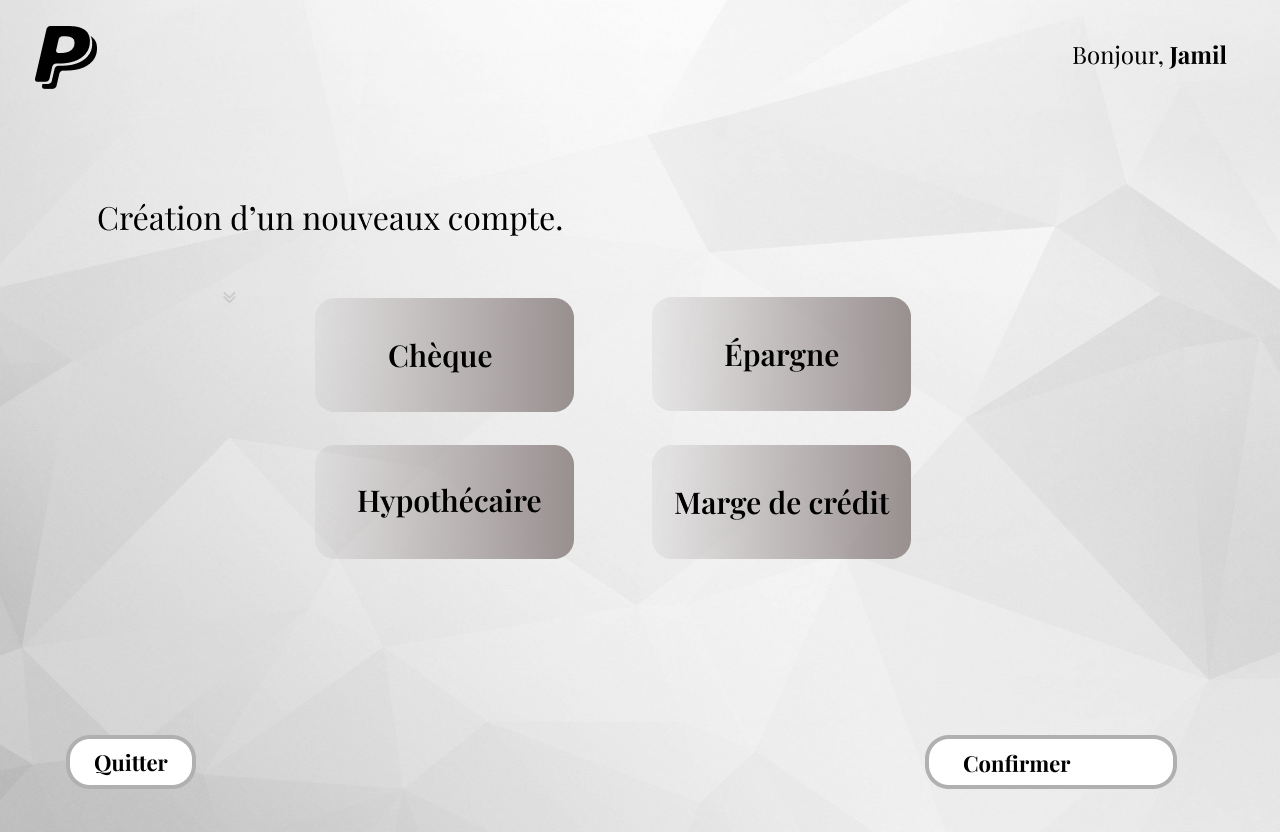 Bonjour, Jamil
Création d’un nouveaux compte.
Chèque
Épargne
Hypothécaire
Marge de crédit
Quitter
Confirmer